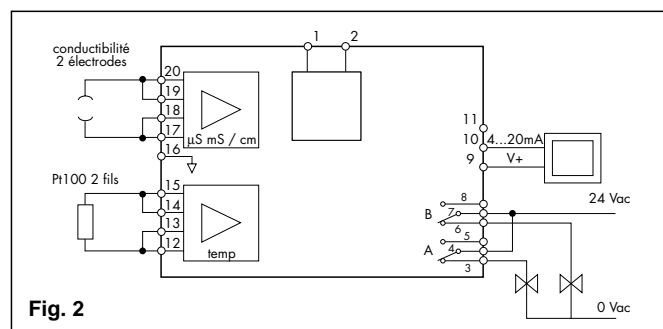 conductibilité
2 électrodes
1 2
20
19
18
17
µS mS / cm
16
Pt100 2 fils
15
14
13
12
temp
11
10 4...20mA
9 V+
8
B 7
6
24 Vac
5
A 4
3
0 Vac
Fig. 2